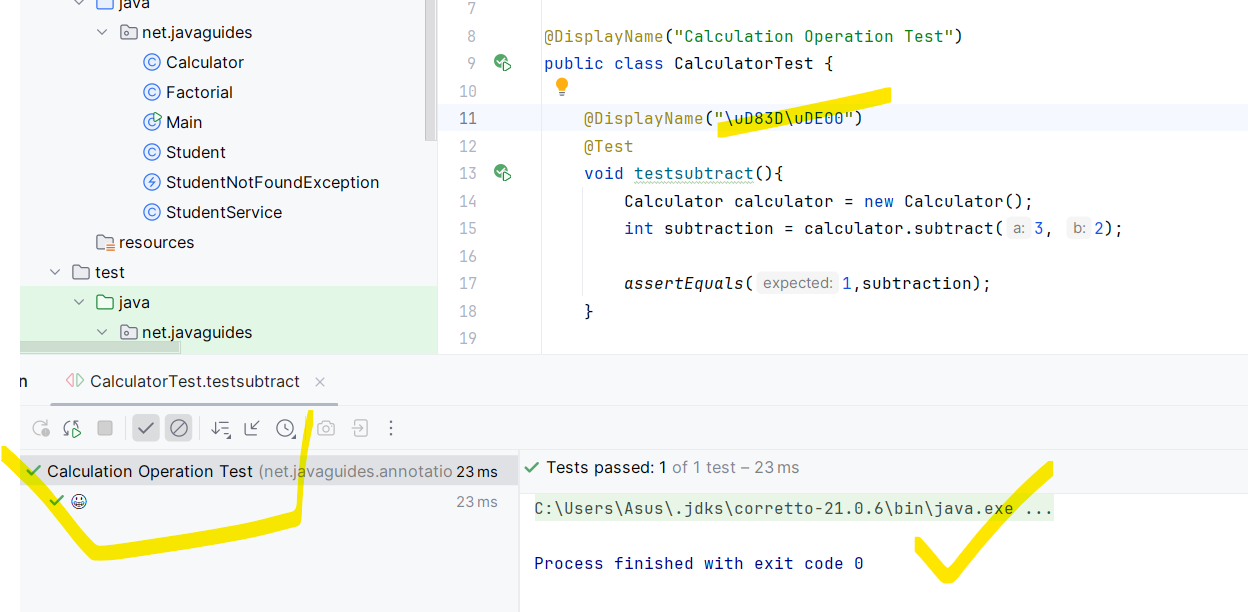 java
net.javaguides
Calculator
Factorial
Main
Student
StudentNotFoundException
StudentService
resources
test
java
net.javaguides
7
8 @DisplayName("Calculation Operation Test")
9 public class CalculatorTest {
10
11 @DisplayName("\uD83D\uDE00")
12 @Test
13 void testsubtract(){
14 Calculator calculator = new Calculator();
15 int subtraction = calculator.subtract( a: 3, b: 2);
16
17 assertEquals( expected: 1,subtraction);
18 }
19
n CalculatorTest.testsubtract
Calculation Operation Test (net.javaguides.annotatio 23 ms
😀 23 ms
Tests passed: 1 of 1 test – 23 ms
C:\Users\Asus\.jdks\corretto-21.0.6\bin\java.exe ...
Process finished with exit code 0